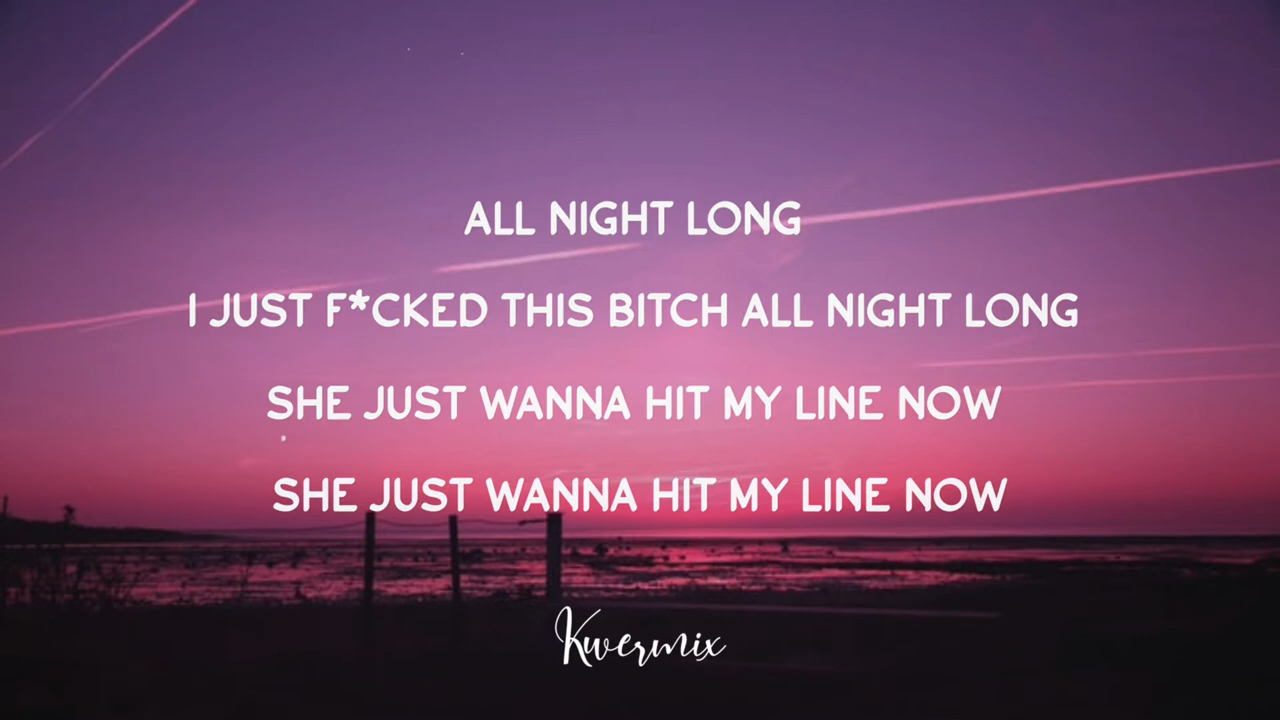 ALL NIGHT LONG
I JUST F*CKED THIS BITCH ALL NIGHT LONG
SHE JUST WANNA HIT MY LINE NOW
SHE JUST WANNA HIT MY LINE NOW
Kwermix